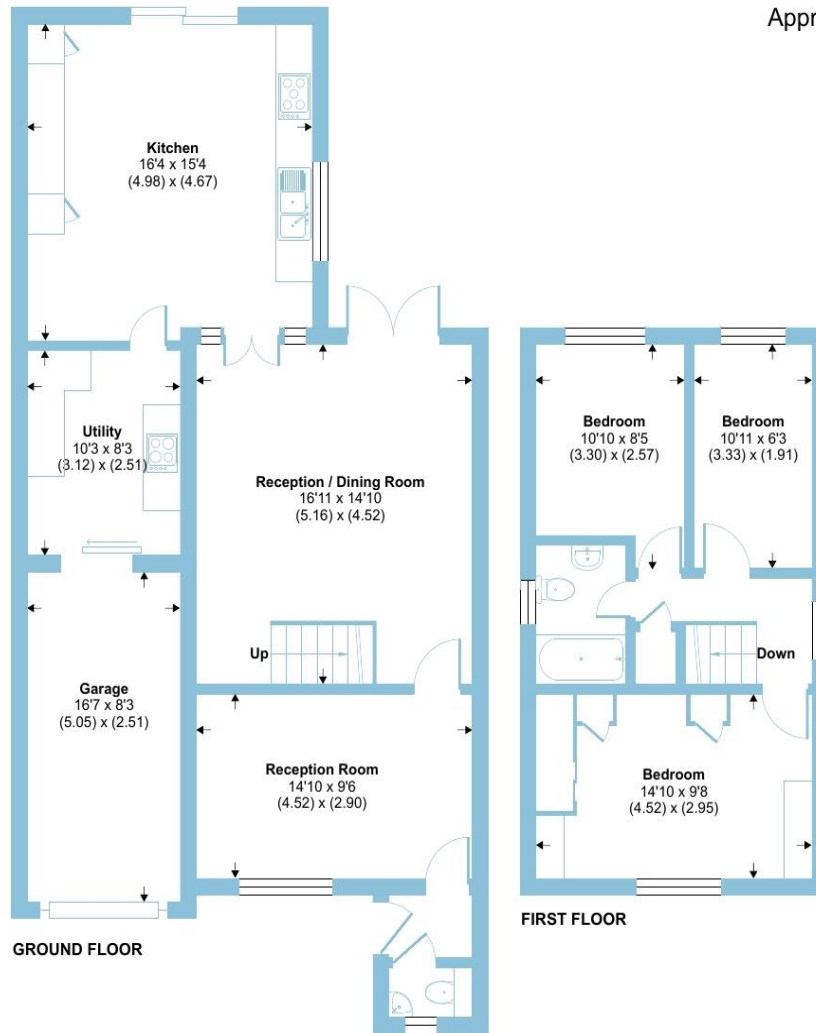 Appr
Kitchen
16'4 x 15'4
(4.98) x (4.67)
Utility
10'3 x 8'3
(3.12) x (2.51)
Reception / Dining Room
16'11 x 14'10
(5.16) x (4.52)
Up
Garage
16'7 x 8'3
(5.05) x (2.51)
Reception Room
14'10 x 9'6
(4.52) x (2.90)
GROUND FLOOR
Bedroom
10'10 x 8'5
(3.30) x (2.57)
Bedroom
10'11 x 6'3
(3.33) x (1.91)
Down
Bedroom
14'10 x 9'8
(4.52) x (2.95)
FIRST FLOOR